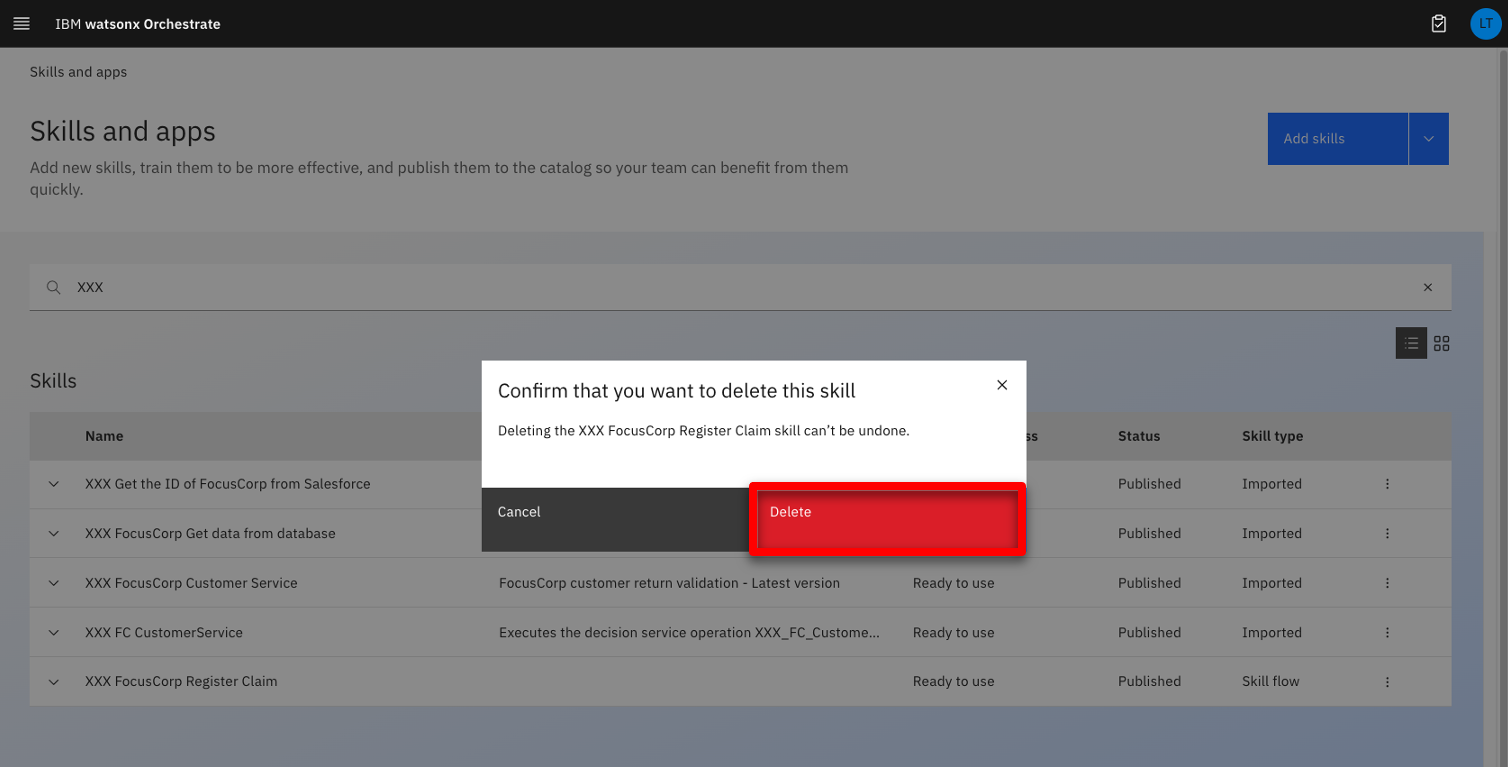 IBM watsonx Orchestrate
LT
Skills and apps
Skills and apps
Add skills
Add new skills, train them to be more effective, and publish them to the catalog so your team can benefit from them
quickly.
XXX
Skills
Confirm that you want to delete this skill
Deleting the XXX FocusCorp Register Claim skill can’t be undone.
Cancel
Delete
Name ss Status Skill type
XXX Get the ID of FocusCorp from Salesforce Published Imported
XXX FocusCorp Get data from database Published Imported
XXX FocusCorp Customer Service FocusCorp customer return validation - Latest version Ready to use Published Imported
XXX FC CustomerService Executes the decision service operation XXX_FC_Custome... Ready to use Published Imported
XXX FocusCorp Register Claim Ready to use Published Skill flow